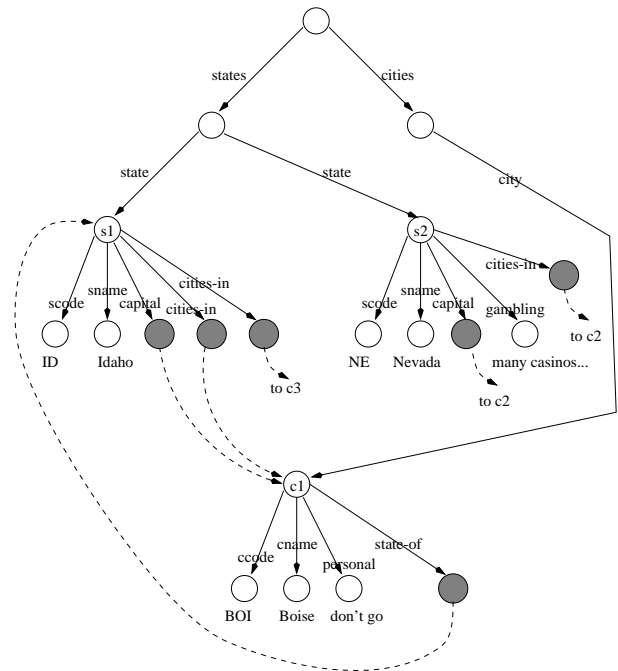 states cities
state state city
s1 s2
scode sname capital cities-in cities-in
scode sname capital gambling cities-in
ID Idaho
to c3
NE Nevada many casinos...
to c2
to c2
c1
ccode cname personal state-of
BOI Boise don't go